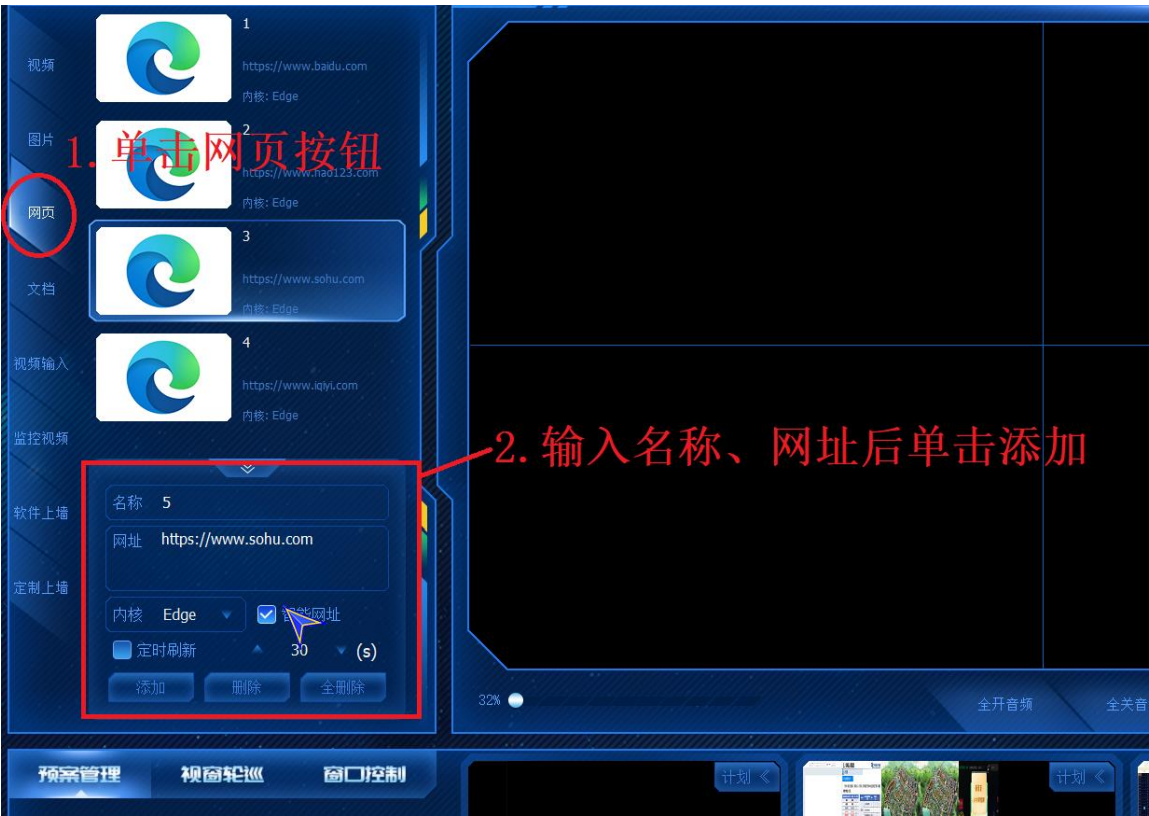 视频
图片
网页
文档
视频输入
监控视频
软件上墙
定制上墙
1
https://www.baidu.com
内核: Edge
2
https://www.hao123.com
内核: Edge
1.单击网页按钮
3
https://www.sohu.com
内核: Edge
4
https://www.iqiyi.com
内核: Edge
2.输入名称、网址后单击添加
名称 5
网址 https://www.sohu.com
内核 Edge 智能网址
定时刷新 30 (s)
添加 删除 全删除
32%
全开音频 全关音
预案管理 视窗轮巡 窗口控制
计划 计划